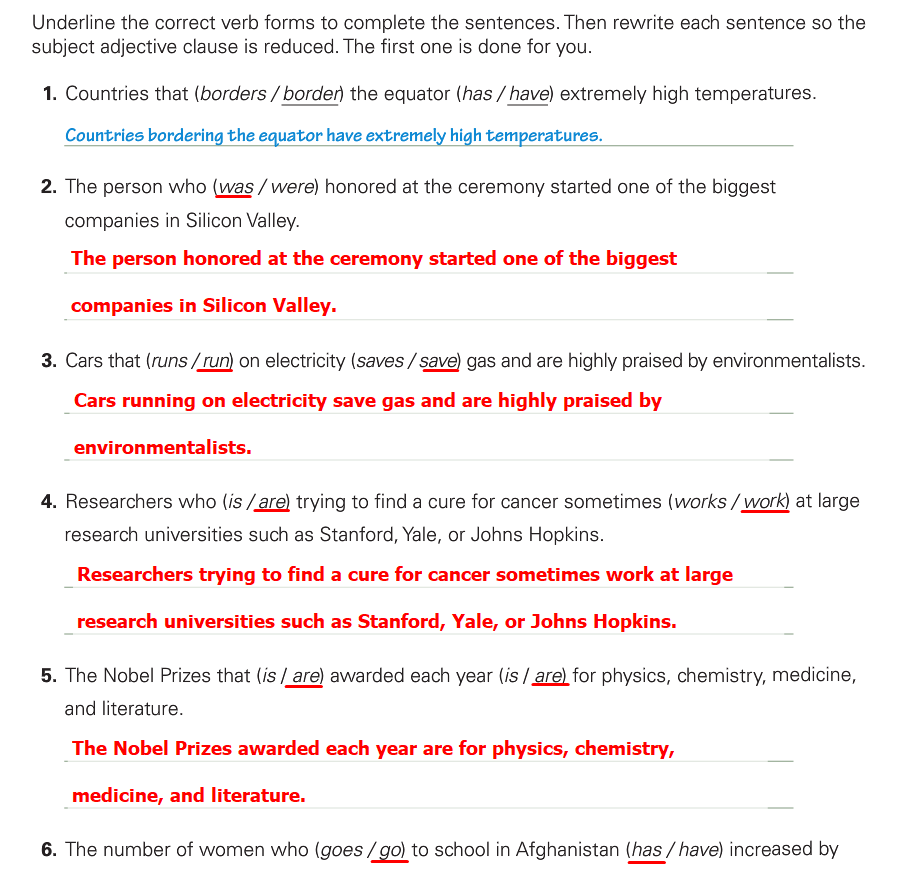 Underline the correct verb forms to complete the sentences. Then rewrite each sentence so the
subject adjective clause is reduced. The first one is done for you.
1. Countries that (borders / border) the equator (has / have) extremely high temperatures.
Countries bordering the equator have extremely high temperatures.
2. The person who (was / were) honored at the ceremony started one of the biggest
companies in Silicon Valley.
The person honored at the ceremony started one of the biggest
companies in Silicon Valley.
3. Cars that (runs / run) on electricity (saves / save) gas and are highly praised by environmentalists.
Cars running on electricity save gas and are highly praised by
environmentalists.
4. Researchers who (is / are) trying to find a cure for cancer sometimes (works / work) at large
research universities such as Stanford, Yale, or Johns Hopkins.
Researchers trying to find a cure for cancer sometimes work at large
research universities such as Stanford, Yale, or Johns Hopkins.
5. The Nobel Prizes that (is / are) awarded each year (is / are) for physics, chemistry, medicine,
and literature.
The Nobel Prizes awarded each year are for physics, chemistry,
medicine, and literature.
6. The number of women who (goes / go) to school in Afghanistan (has / have) increased by